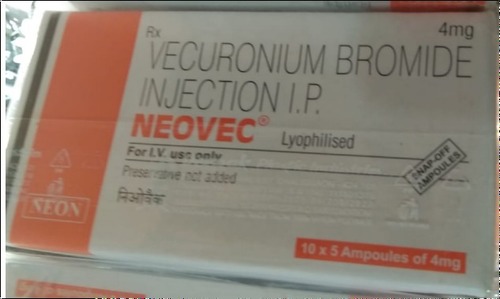 Rx
4mg
VECURONIUM BROMIDE
INJECTION I.P.
NEOVEC®
Lyophilised
For I.V. use only
Preservative not added
निओवैक
SNAP-OFF
AMPOULES
NEON
10 x 5 Ampoules of 4mg